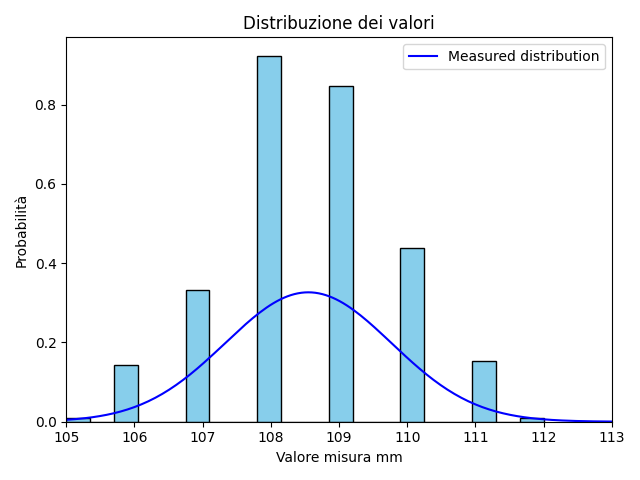 Distribuzione dei valori
Measured distribution
Probabilità
0.8
0.6
0.4
0.2
0.0
105 106 107 108 109 110 111 112 113
Valore misura mm